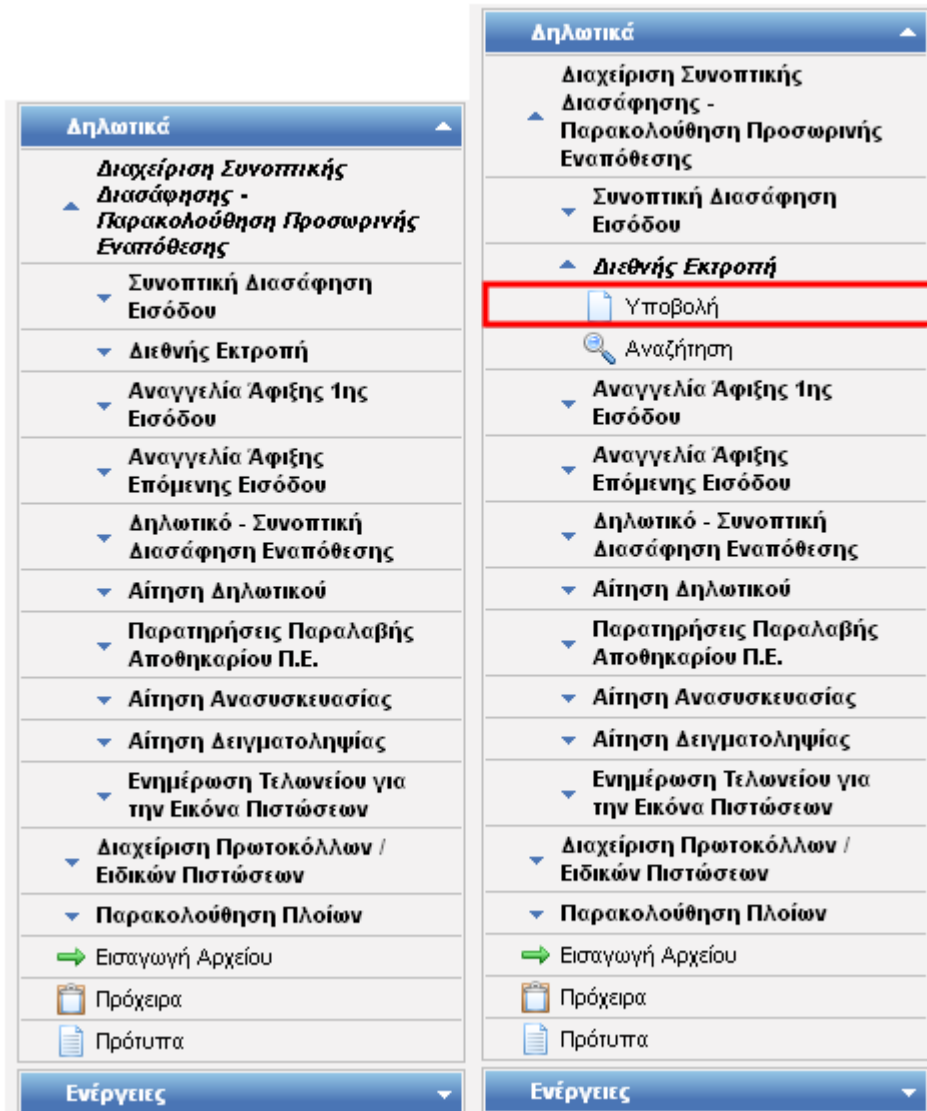 Δηλωτικά
Διαχείριση Συνοπτικής
Διασάφησης -
Παρακολούθηση Προσωρινής
Εναπόθεσης
Συνοπτική Διασάφηση
Εισόδου
Διεθνής Εκτροπή
Αναγγελία Άφιξης 1ης
Εισόδου
Αναγγελία Άφιξης
Επόμενης Εισόδου
Δηλωτικό - Συνοπτική
Διασάφηση Εναπόθεσης
Αίτηση Δηλωτικού
Παρατηρήσεις Παραλαβής
Αποθηκαρίου Π.Ε.
Αίτηση Ανασυσκευασίας
Αίτηση Δειγματοληψίας
Ενημέρωση Τελωνείου για
την Εικόνα Πιστώσεων
Διαχείριση Πρωτοκόλλων /
Ειδικών Πιστώσεων
Παρακολούθηση Πλοίων
Εισαγωγή Αρχείου
Πρόχειρα
Πρότυπα
Ενέργειες
Δηλωτικά
Διαχείριση Συνοπτικής
Διασάφησης -
Παρακολούθηση Προσωρινής
Εναπόθεσης
Συνοπτική Διασάφηση
Εισόδου
Διεθνής Εκτροπή
Υποβολή
Αναζήτηση
Αναγγελία Άφιξης 1ης
Εισόδου
Αναγγελία Άφιξης
Επόμενης Εισόδου
Δηλωτικό - Συνοπτική
Διασάφηση Εναπόθεσης
Αίτηση Δηλωτικού
Παρατηρήσεις Παραλαβής
Αποθηκαρίου Π.Ε.
Αίτηση Ανασυσκευασίας
Αίτηση Δειγματοληψίας
Ενημέρωση Τελωνείου για
την Εικόνα Πιστώσεων
Διαχείριση Πρωτοκόλλων /
Ειδικών Πιστώσεων
Παρακολούθηση Πλοίων
Εισαγωγή Αρχείου
Πρόχειρα
Πρότυπα
Ενέργειες